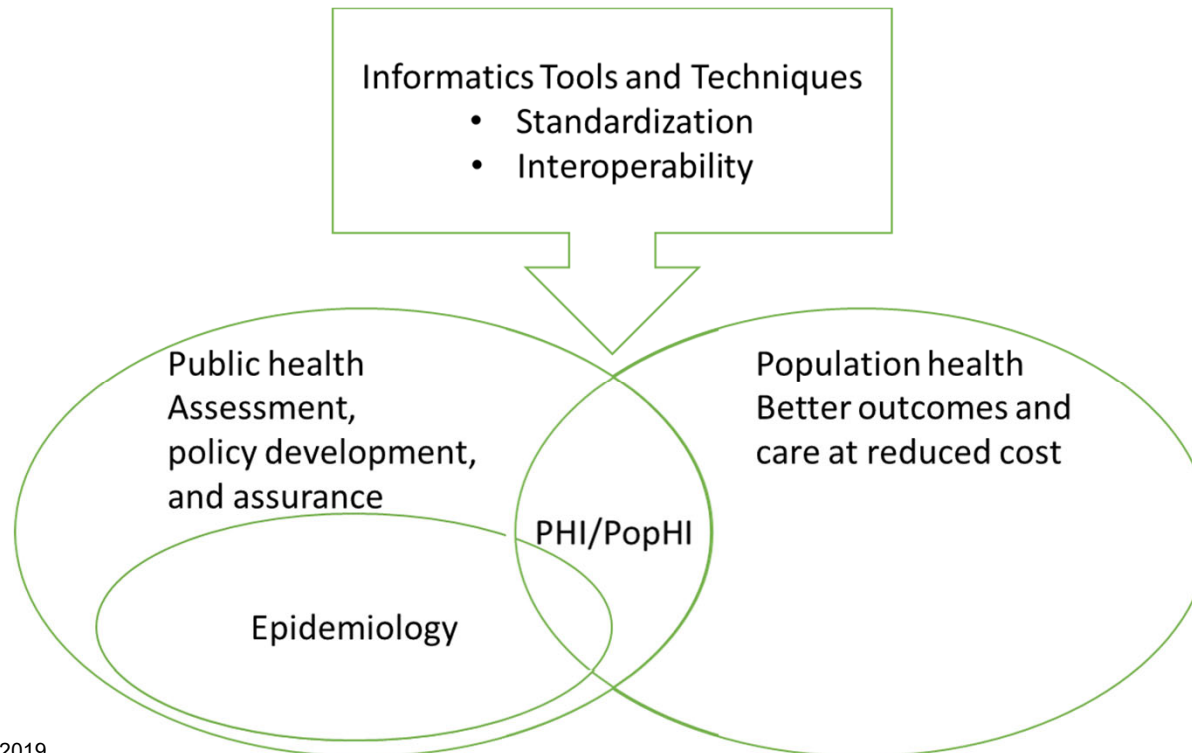 Informatics Tools and Techniques
• Standardization
• Interoperability
Public health
Assessment,
policy development,
and assurance
Population health
Better outcomes and
care at reduced cost
PHI/PopHI
Epidemiology
2019